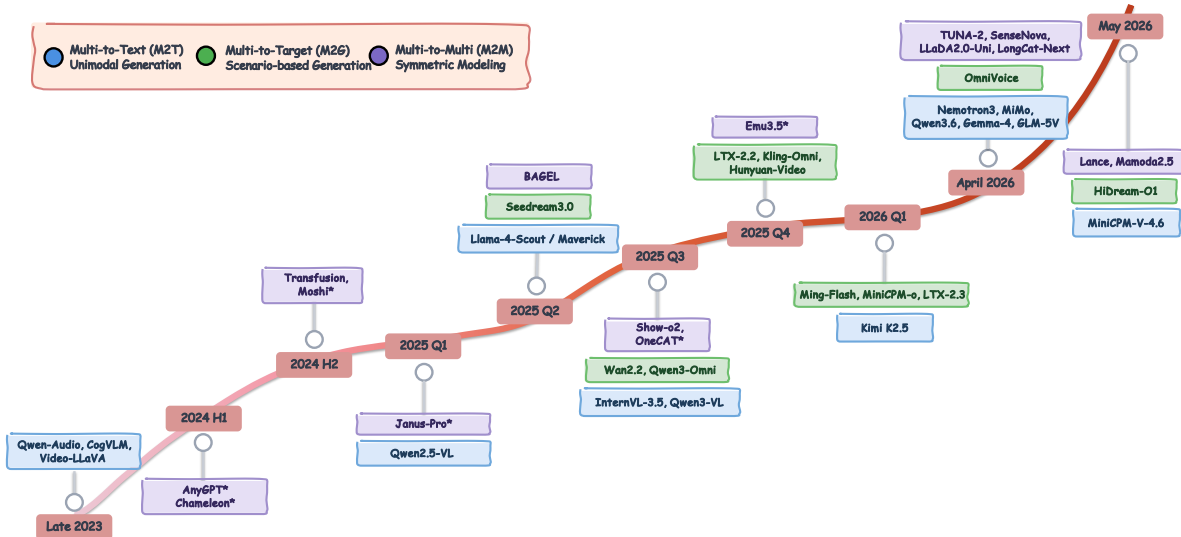 Multi-to-Text (M2T)
Unimodal Generation
Multi-to-Target (M2G)
Scenario-based Generation
Multi-to-Multi (M2M)
Symmetric Modeling
Qwen-Audio, CogVLM,
Video-LLaVA
Late 2023
2024 H1
AnyGPT*
Chameleon*
Transfusion,
Moshi*
2024 H2
2025 Q1
Janus-Pro*
Qwen2.5-VL
BAGEL
Seedream3.0
Llama-4-Scout / Maverick
2025 Q2
2025 Q3
Show-o2,
OneCAT*
Wan2.2, Qwen3-Omni
InternVL-3.5, Qwen3-VL
Emu3.5*
LTX-2.2, Kling-Omni,
Hunyuan-Video
2025 Q4
2026 Q1
Ming-Flash, MiniCPM-o, LTX-2.3
Kimi K2.5
TUNA-2, SenseNova,
LLaDA2.0-Uni, LongCat-Next
OmniVoice
Nemotron3, MiMo,
Qwen3.6, Gemma-4, GLM-5V
April 2026
May 2026
Lance, Mamoda2.5
HiDream-O1
MiniCPM-V-4.6